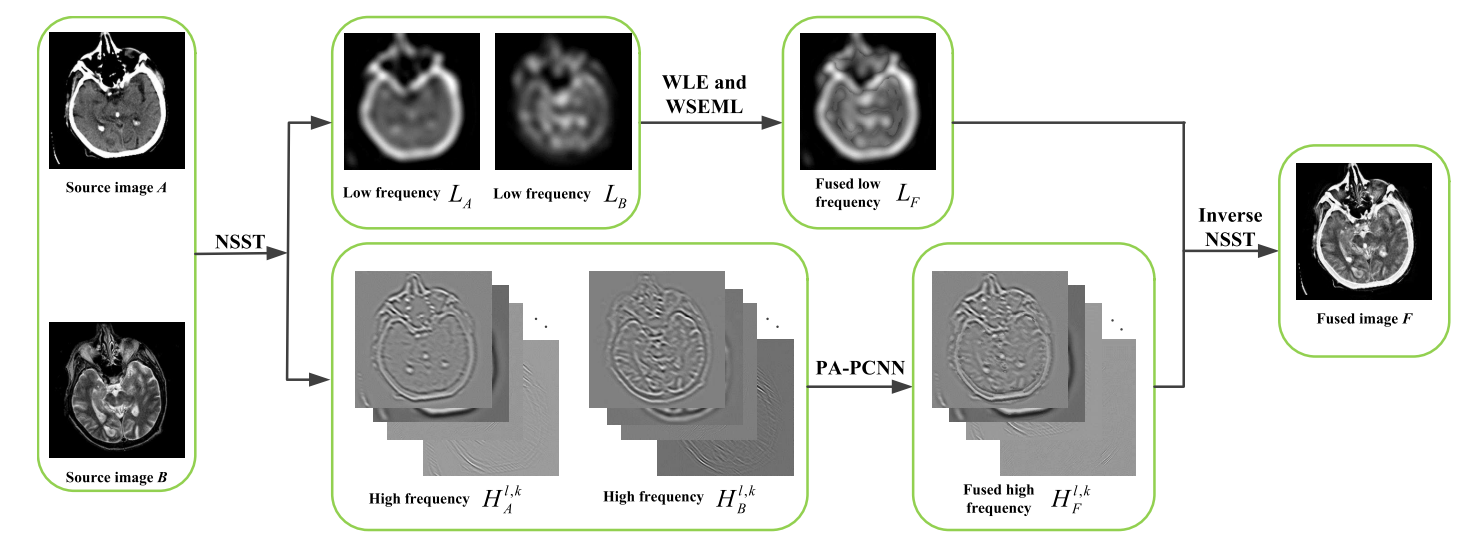 Source image A
Source image B
NSST
Low frequency L_A
Low frequency L_B
WLE and
WSEML
Fused low
frequency L_F
High frequency H_A^{l,k}
High frequency H_B^{l,k}
PA-PCNN
Fused high
frequency H_F^{l,k}
Inverse
NSST
Fused image F